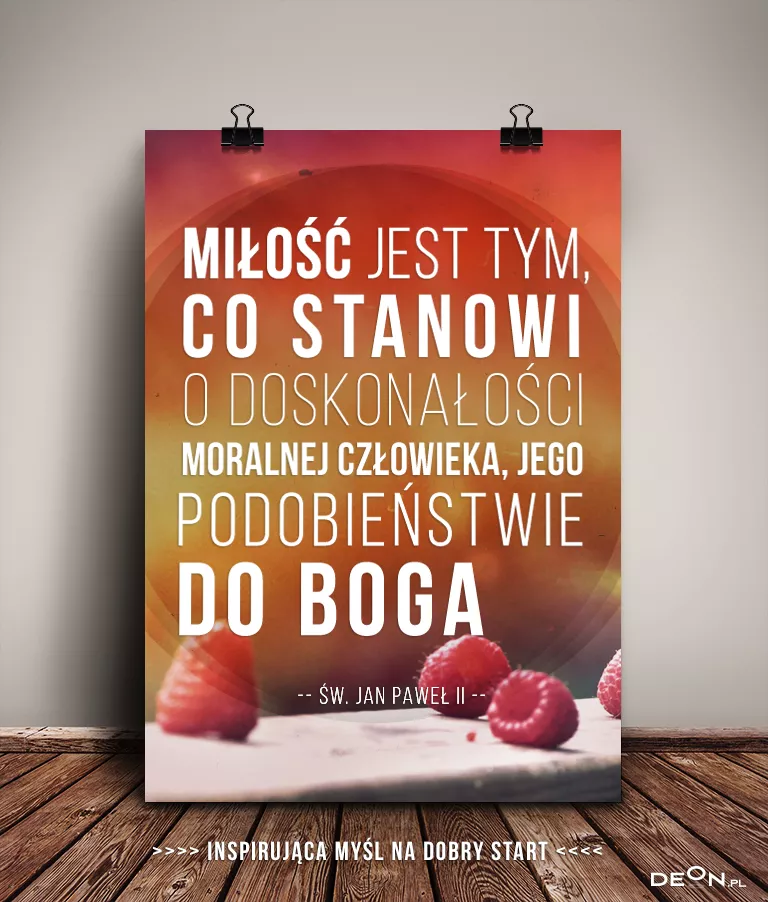 MIŁOŚĆ JEST TYM,
CO STANOWI
O DOSKONAŁOŚCI
MORALNEJ CZŁOWIEKA, JEGO
PODOBIEŃSTWIE
DO BOGA
-- ŚW. JAN PAWEŁ II --
>>>> INSPIRUJĄCA MYŚL NA DOBRY START <<<<
DEON.PL